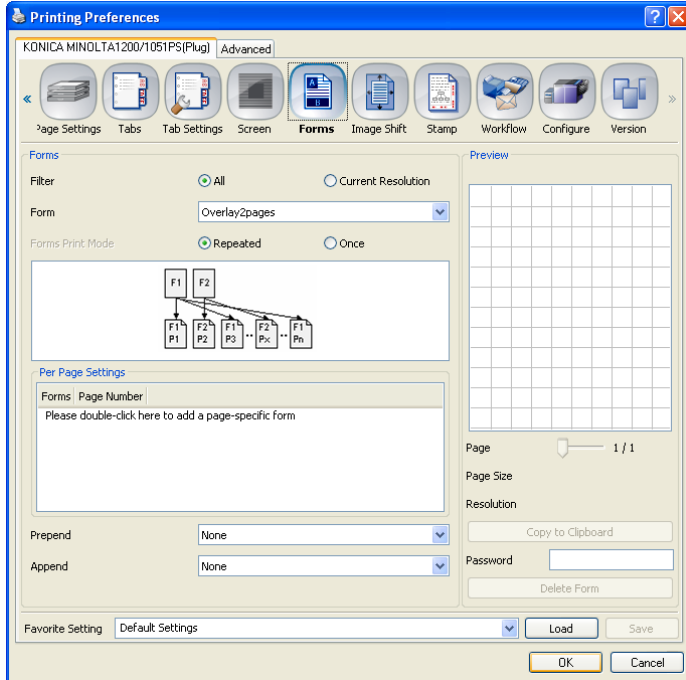 Printing Preferences
KONICA MINOLTA1200/1051PS(Plug) Advanced
« »
Page Settings Tabs Tab Settings Screen Forms Image Shift Stamp Workflow Configure Version
Forms
Filter All Current Resolution
Form Overlay2pages
Forms Print Mode Repeated Once
F1 F2
F1 F2 F1 F2 F1
P1 P2 P3 .. Px .. Pn
Per Page Settings
Forms Page Number
Please double-click here to add a page-specific form
Prepend None
Append None
Preview
Page 1 / 1
Page Size
Resolution
Copy to Clipboard
Password
Delete Form
Favorite Setting Default Settings Load Save
OK Cancel